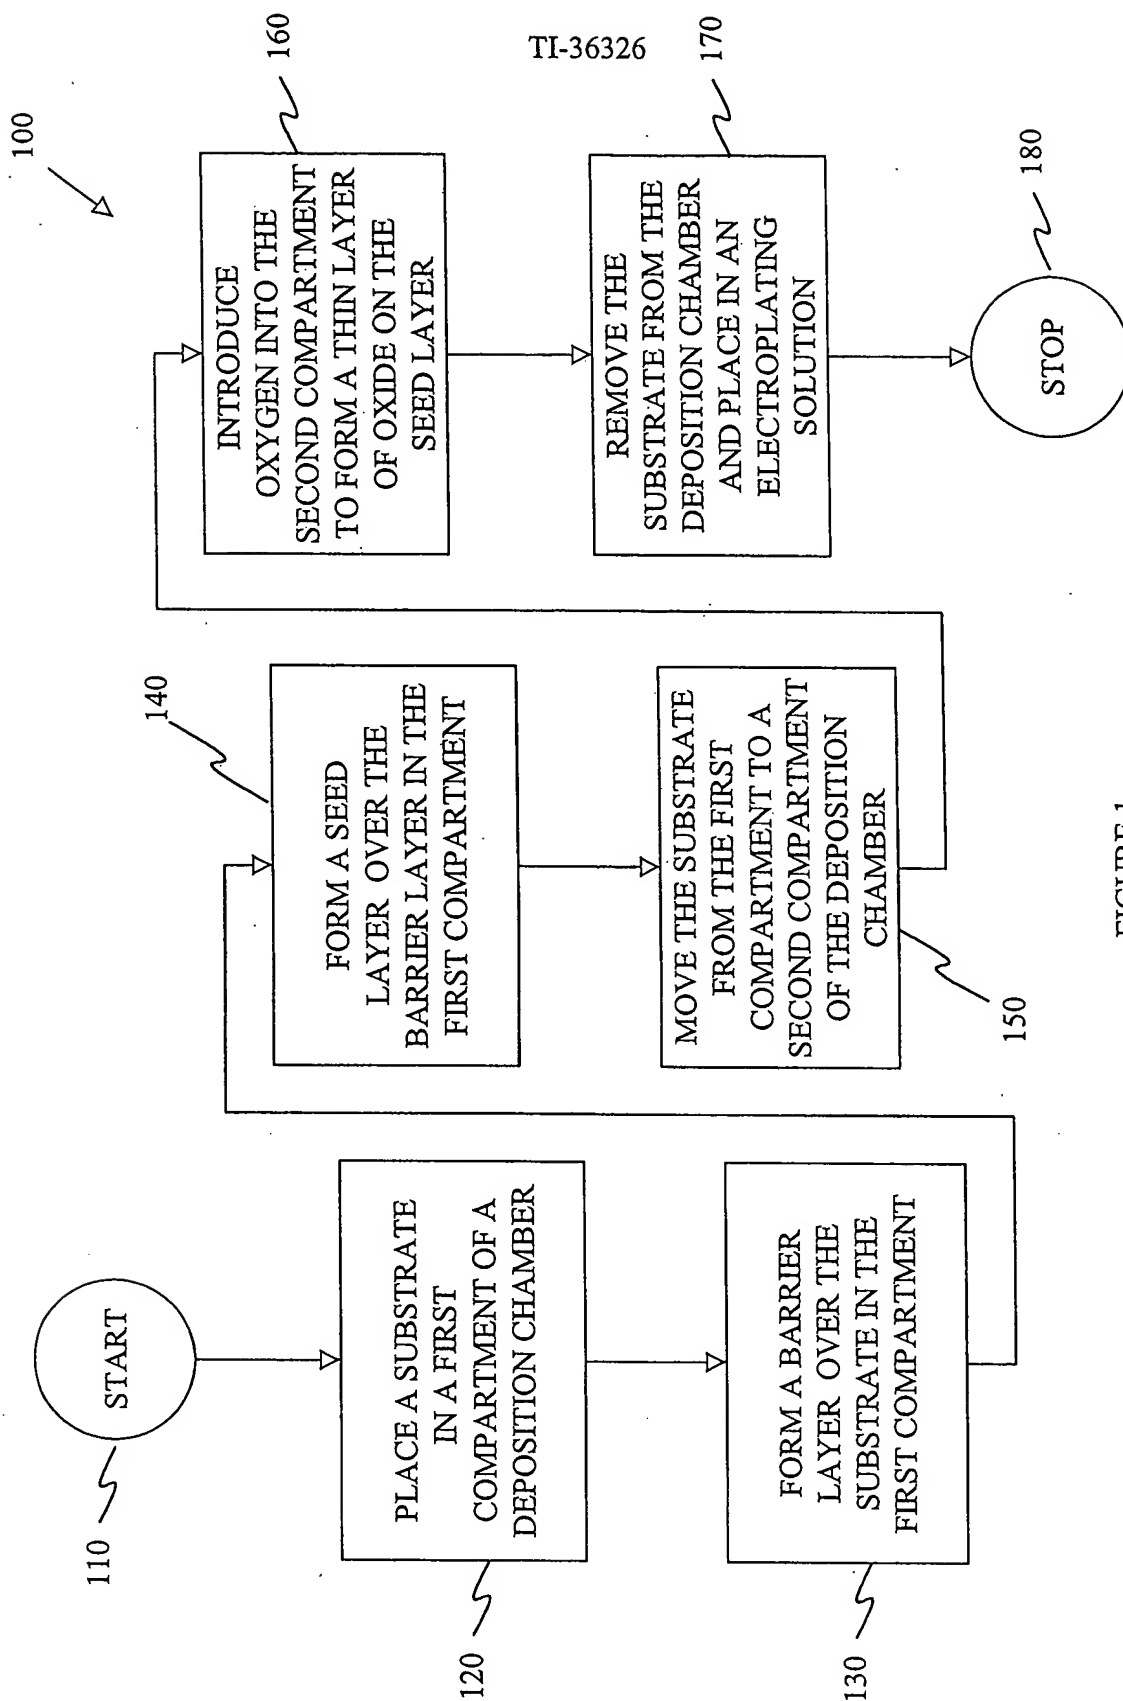 TI-36326
100
START
110
PLACE A SUBSTRATE
IN A FIRST
COMPARTMENT OF A
DEPOSITION CHAMBER
120
FORM A BARRIER
LAYER OVER THE
SUBSTRATE IN THE
FIRST COMPARTMENT
130
FORM A SEED
LAYER OVER THE
BARRIER LAYER IN THE
FIRST COMPARTMENT
140
MOVE THE SUBSTRATE
FROM THE FIRST
COMPARTMENT TO A
SECOND COMPARTMENT
OF THE DEPOSITION
CHAMBER
150
INTRODUCE
OXYGEN INTO THE
SECOND COMPARTMENT
TO FORM A THIN LAYER
OF OXIDE ON THE
SEED LAYER
160
REMOVE THE
SUBSTRATE FROM THE
DEPOSITION CHAMBER
AND PLACE IN AN
ELECTROPLATING
SOLUTION
170
STOP
180
FIGURE 1